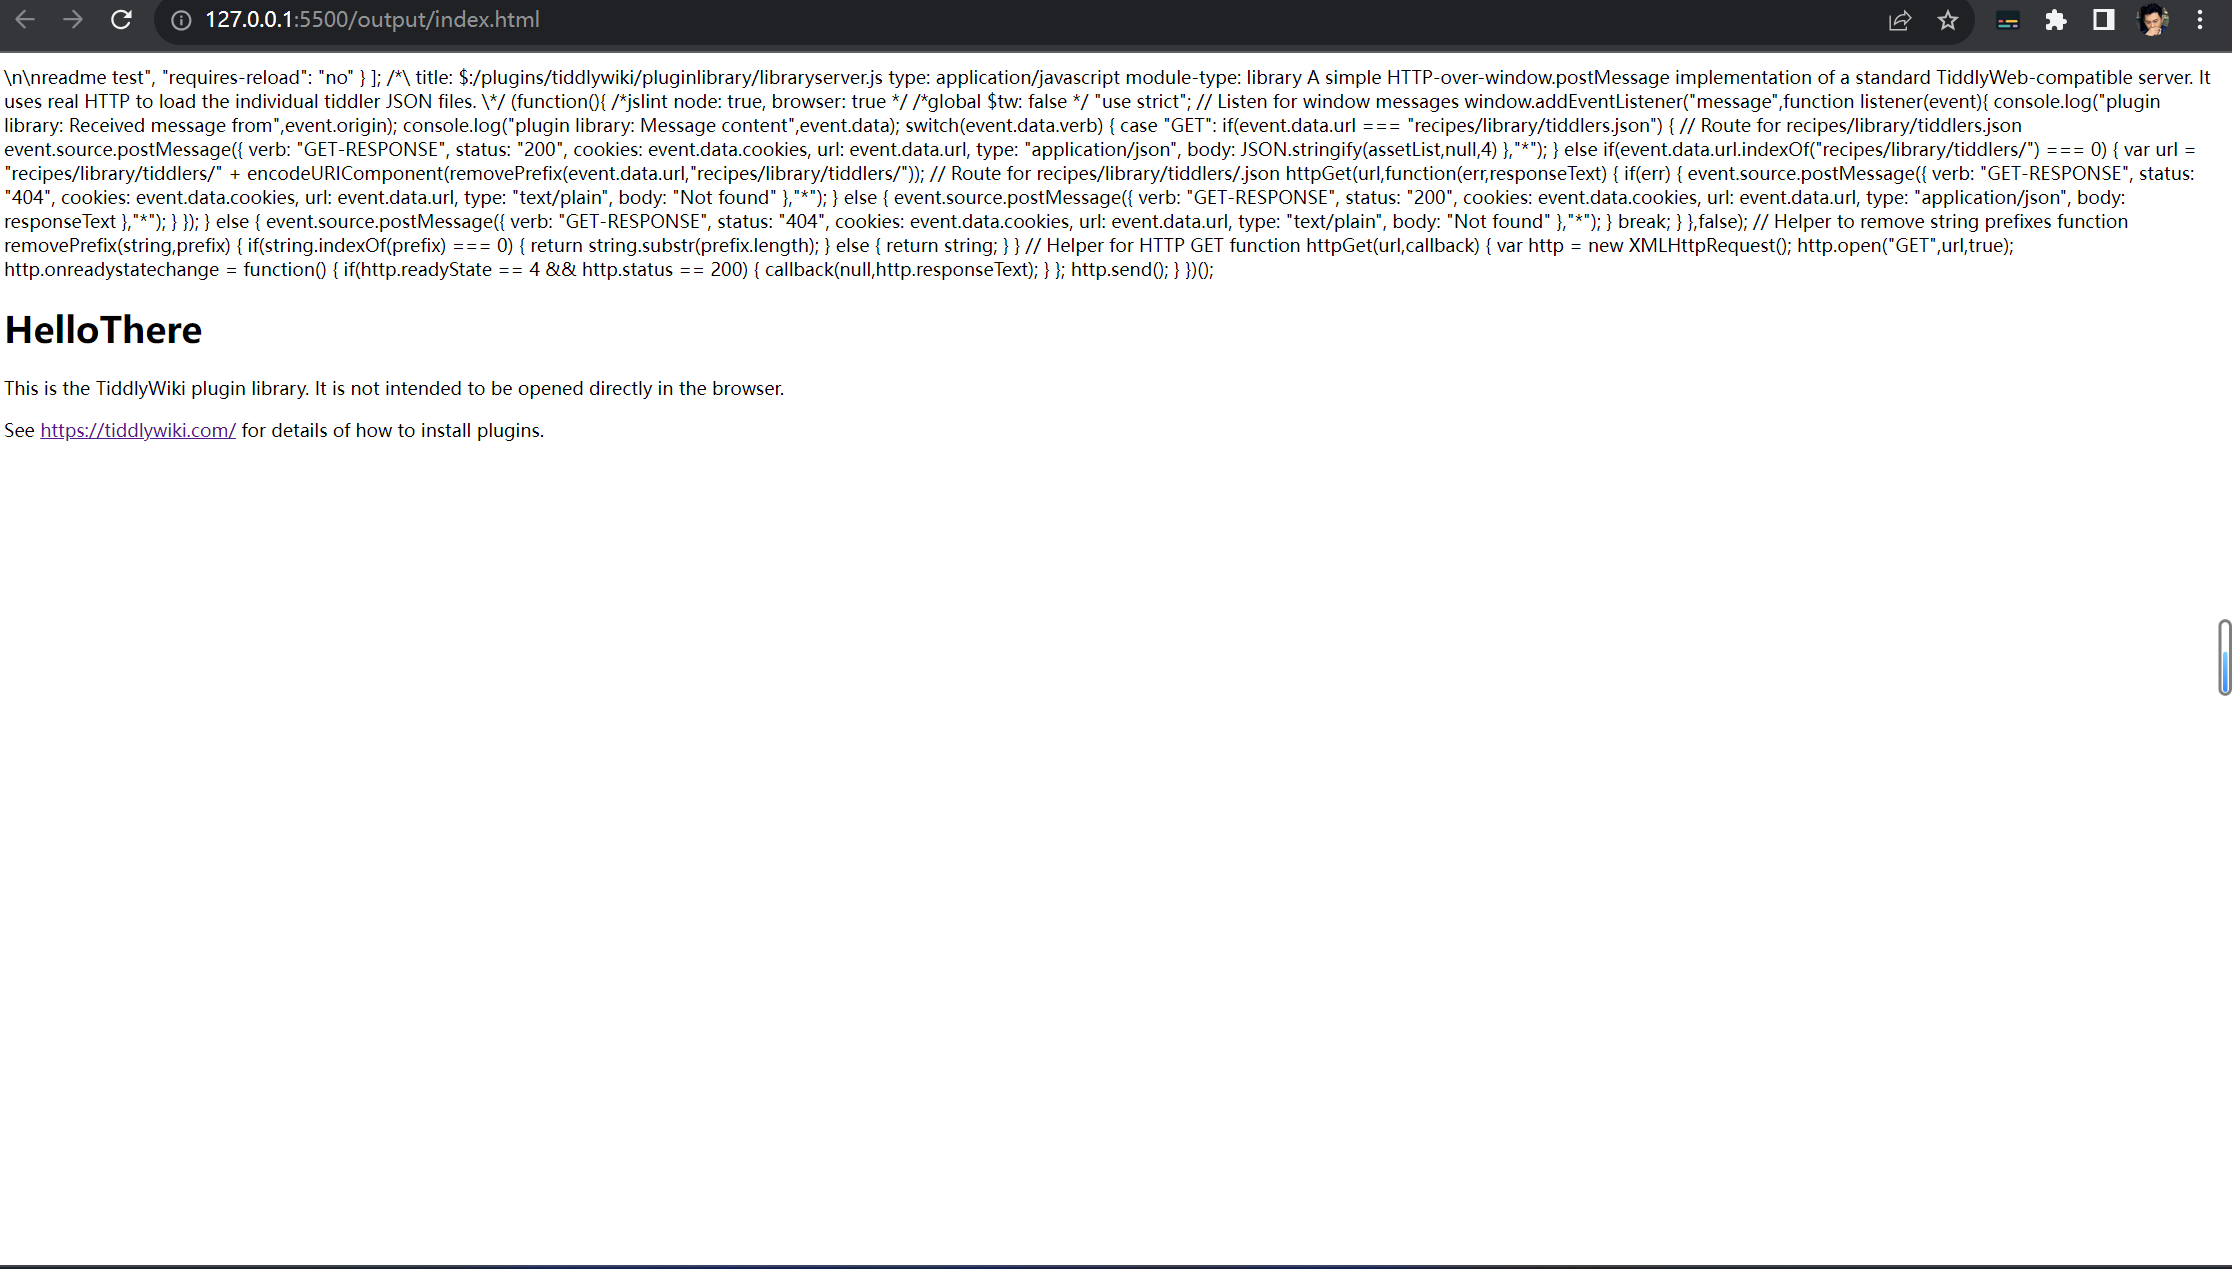 127.0.0.1:5500/output/index.html
\n\nreadme test", "requires-reload": "no" } ]; /*\ title: $:/plugins/tiddlywiki/pluginlibrary/libraryserver.js type: application/javascript module-type: library A simple HTTP-over-window.postMessage implementation of a standard TiddlyWeb-compatible server. It
uses real HTTP to load the individual tiddler JSON files. \*/ (function(){ /*jslint node: true, browser: true */ /*global $tw: false */ "use strict"; // Listen for window messages window.addEventListener("message",function listener(event){ console.log("plugin
library: Received message from",event.origin); console.log("plugin library: Message content",event.data); switch(event.data.verb) { case "GET": if(event.data.url === "recipes/library/tiddlers.json") { // Route for recipes/library/tiddlers.json
event.source.postMessage({ verb: "GET-RESPONSE", status: "200", cookies: event.data.cookies, url: event.data.url, type: "application/json", body: JSON.stringify(assetList,null,4) },"*"); } else if(event.data.url.indexOf("recipes/library/tiddlers/") === 0) { var url =
"recipes/library/tiddlers/" + encodeURIComponent(removePrefix(event.data.url,"recipes/library/tiddlers/")); // Route for recipes/library/tiddlers/.json httpGet(url,function(err,responseText) { if(err) { event.source.postMessage({ verb: "GET-RESPONSE", status:
"404", cookies: event.data.cookies, url: event.data.url, type: "text/plain", body: "Not found" },"*"); } else { event.source.postMessage({ verb: "GET-RESPONSE", status: "200", cookies: event.data.cookies, url: event.data.url, type: "application/json", body:
responseText },"*"); } }); } else { event.source.postMessage({ verb: "GET-RESPONSE", status: "404", cookies: event.data.cookies, url: event.data.url, type: "text/plain", body: "Not found" },"*"); } break; } },false); // Helper to remove string prefixes function
removePrefix(string,prefix) { if(string.indexOf(prefix) === 0) { return string.substr(prefix.length); } else { return string; } } // Helper for HTTP GET function httpGet(url,callback) { var http = new XMLHttpRequest(); http.open("GET",url,true);
http.onreadystatechange = function() { if(http.readyState == 4 && http.status == 200) { callback(null,http.responseText); } }; http.send(); } })();
HelloThere
This is the TiddlyWiki plugin library. It is not intended to be opened directly in the browser.
See https://tiddlywiki.com/ for details of how to install plugins.